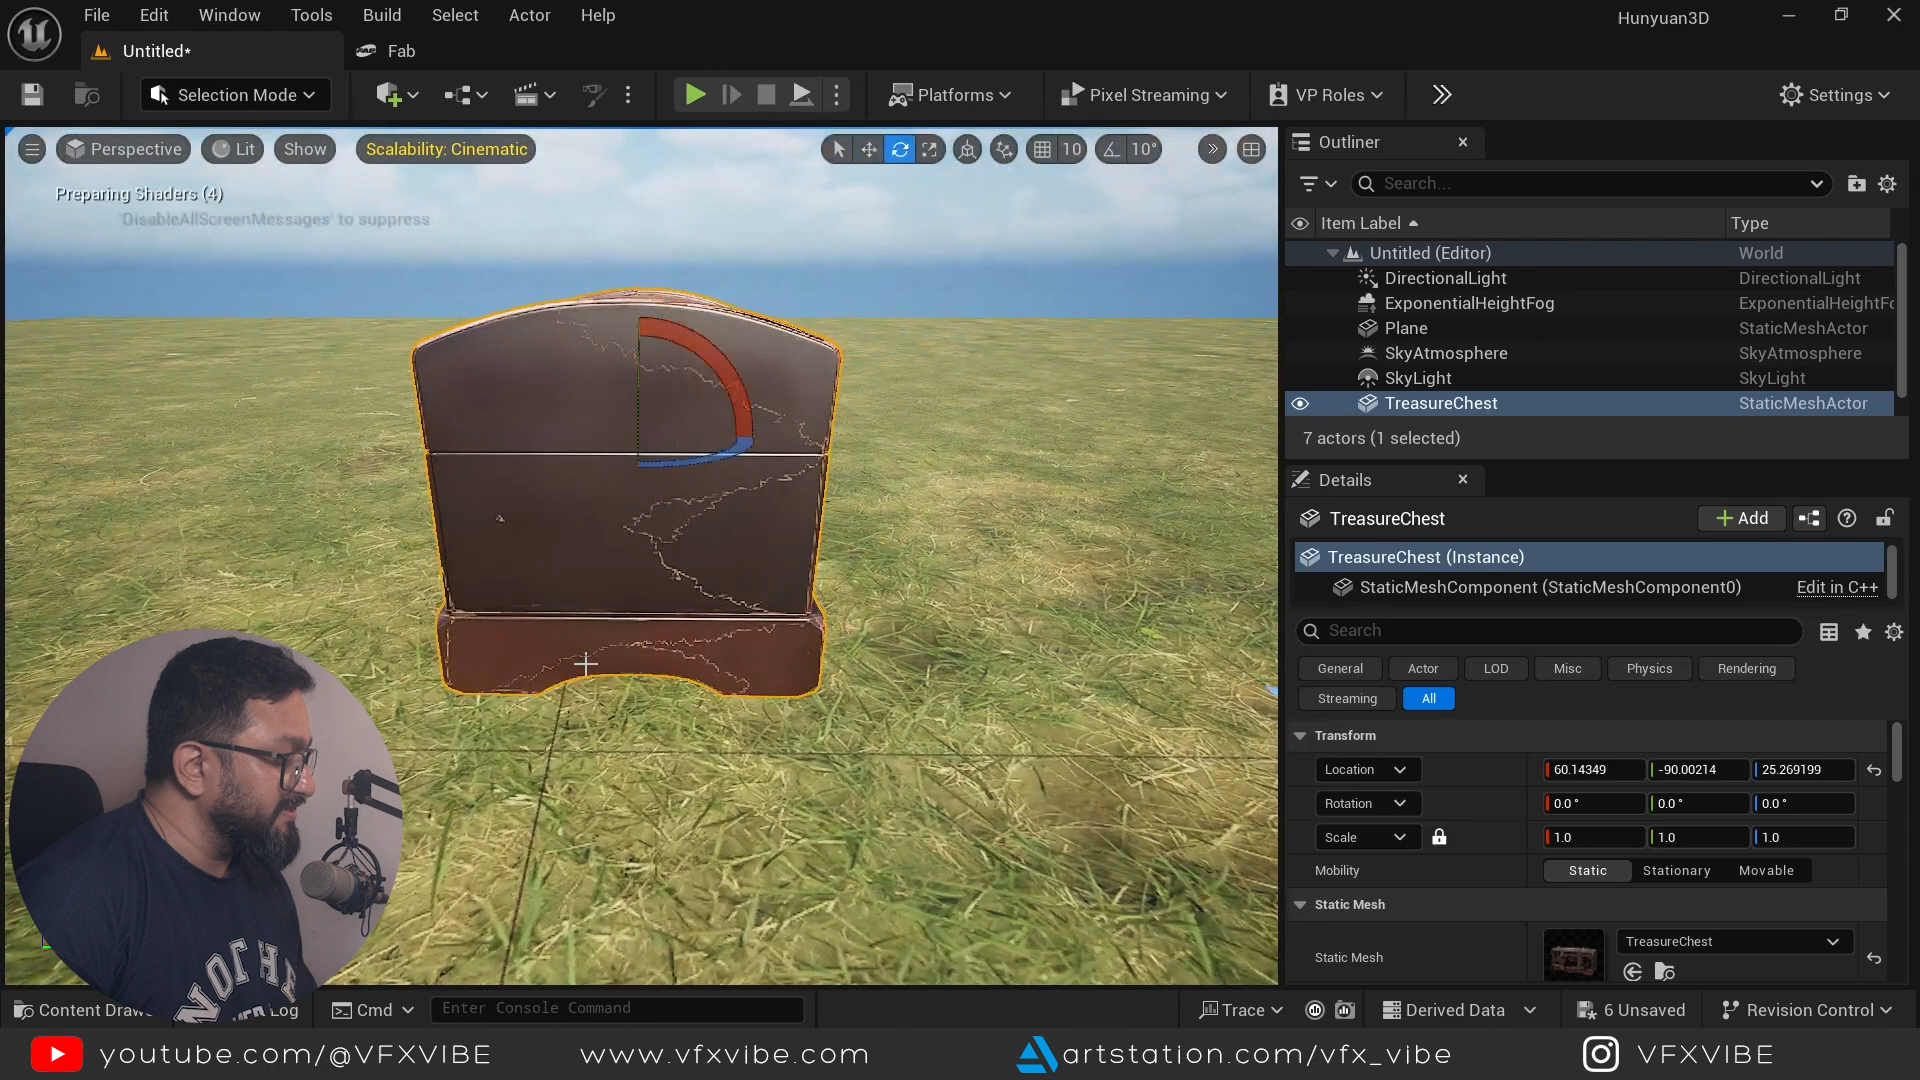 File Edit Window Tools Build Select Actor Help
Hunyuan3D
Untitled*
Fab
Selection Mode
Platforms
Pixel Streaming
VP Roles
Settings
Perspective
Lit
Show
Scalability: Cinematic
10
10°
Preparing Shaders (4)
'DisableAllScreenMessages' to suppress
Outliner
Search...
Item Label
Type
Untitled (Editor) World
DirectionalLight DirectionalLight
ExponentialHeightFog ExponentialHeightFo
Plane StaticMeshActor
SkyAtmosphere SkyAtmosphere
SkyLight SkyLight
TreasureChest StaticMeshActor
7 actors (1 selected)
Details
TreasureChest
Add
TreasureChest (Instance)
StaticMeshComponent (StaticMeshComponent0)
Edit in C++
Search
General Actor LOD Misc Physics Rendering
Streaming All
Transform
Location 60.14349 -90.00214 25.269199
Rotation 0.0 ° 0.0 ° 0.0 °
Scale 1.0 1.0 1.0
Mobility Static Stationary Movable
Static Mesh
Static Mesh
TreasureChest
Content Draw
Log
Cmd
Enter Console Command
Trace
Derived Data
6 Unsaved
Revision Control
youtube.com/@VFXVIBE
www.vfxvibe.com
artstation.com/vfx_vibe
VFXVIBE